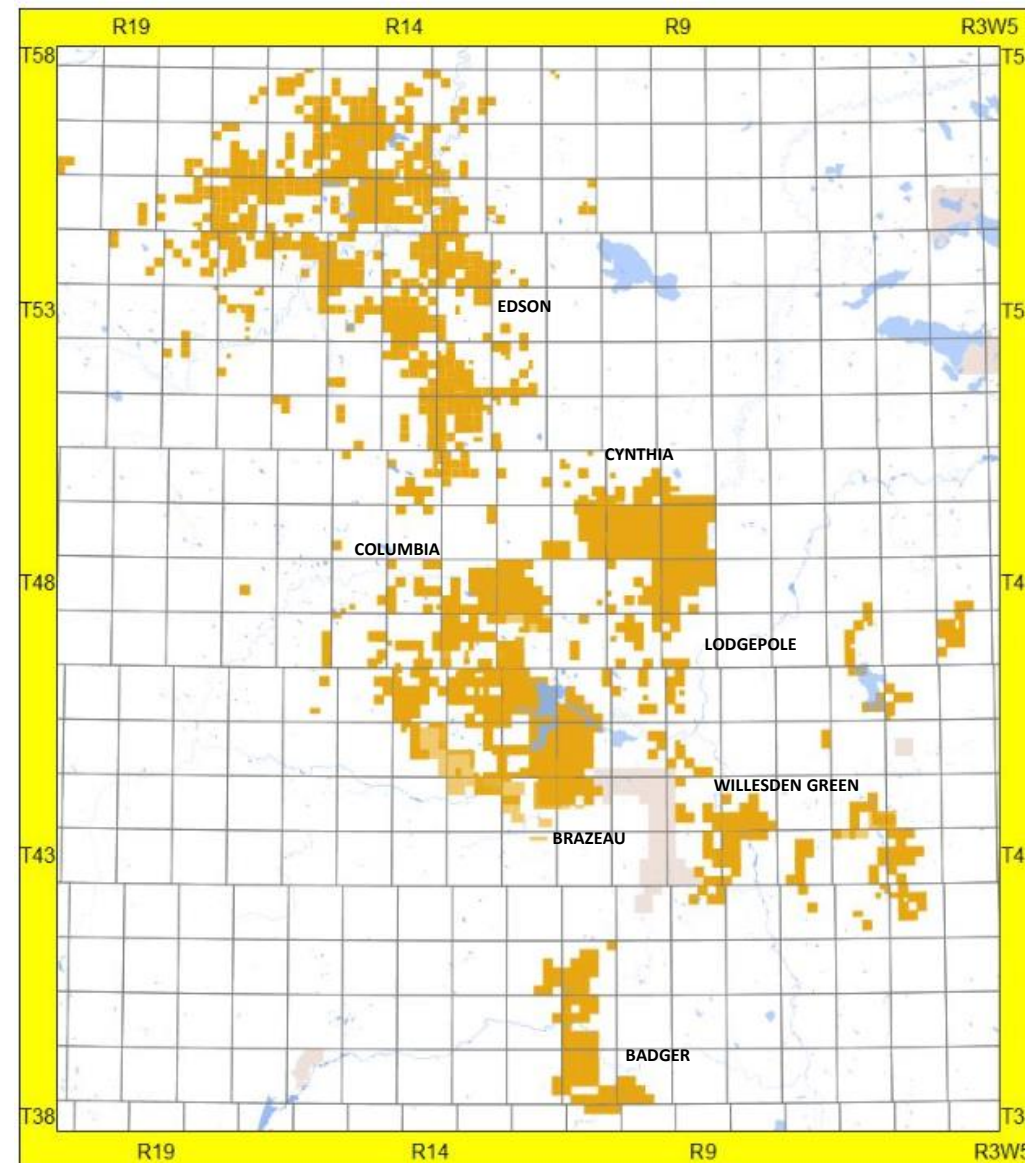 R19 R14 R9 R3W5
T58 T5
T53 T5
EDSON
CYNTHIA
COLUMBIA
T48 T4
LODGEPOLE
WILLESDEN GREEN
BRAZEAU
T43 T4
BADGER
T38 T3
R19 R14 R9 R3W5